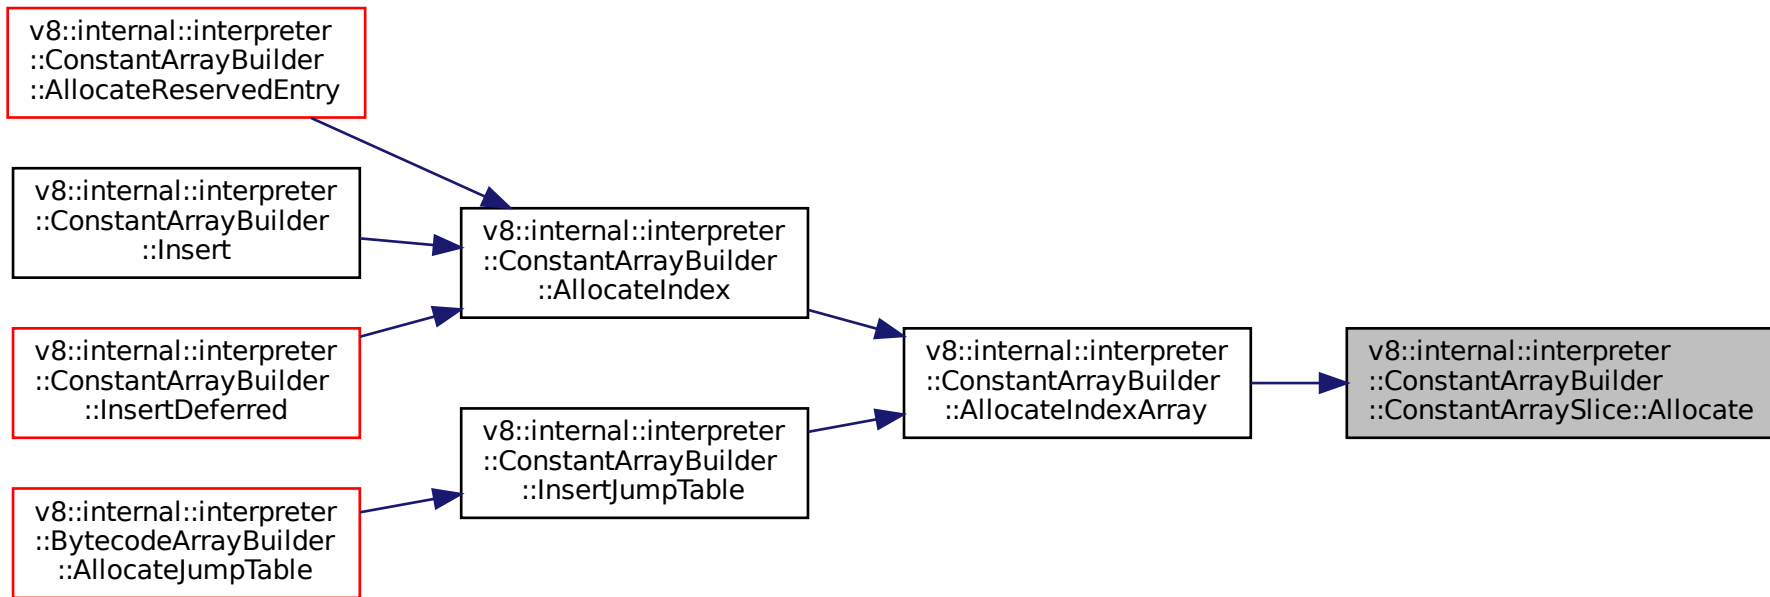 v8::internal::interpreter
::ConstantArrayBuilder
::AllocateReservedEntry
v8::internal::interpreter
::ConstantArrayBuilder
::Insert
v8::internal::interpreter
::ConstantArrayBuilder
::InsertDeferred
v8::internal::interpreter
::BytecodeArrayBuilder
::AllocateJumpTable
v8::internal::interpreter
::ConstantArrayBuilder
::AllocateIndex
v8::internal::interpreter
::ConstantArrayBuilder
::InsertJumpTable
v8::internal::interpreter
::ConstantArrayBuilder
::AllocateIndexArray
v8::internal::interpreter
::ConstantArrayBuilder
::ConstantArraySlice::Allocate